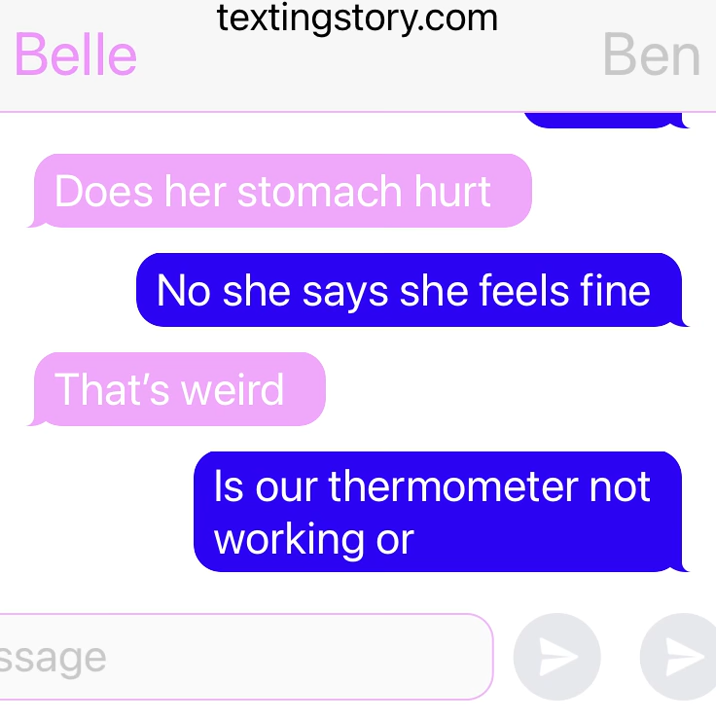 textingstory.com
Belle
Ben
Does her stomach hurt
No she says she feels fine
That’s weird
Is our thermometer not
working or
ssage